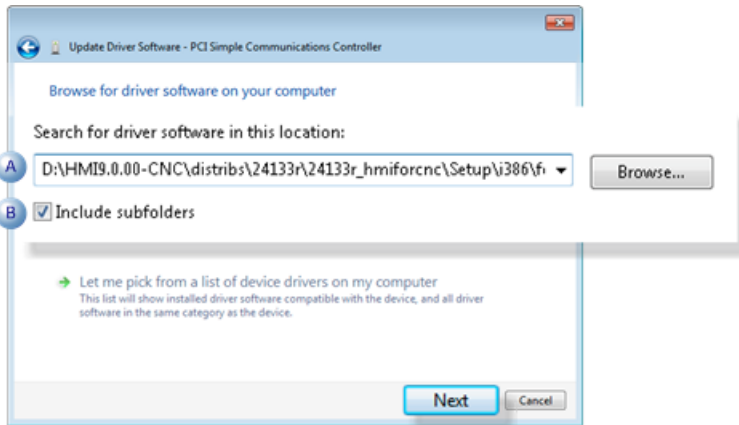 Update Driver Software - PCI Simple Communications Controller
Browse for driver software on your computer
Search for driver software in this location:
A
D:\HMI9.0.00-CNC\distribs\24133r\24133r_hmiforcnc\Setup\i386\f
Browse...
B
Include subfolders
Let me pick from a list of device drivers on my computer
This list will show installed driver software compatible with the device, and all driver
software in the same category as the device.
Next
Cancel